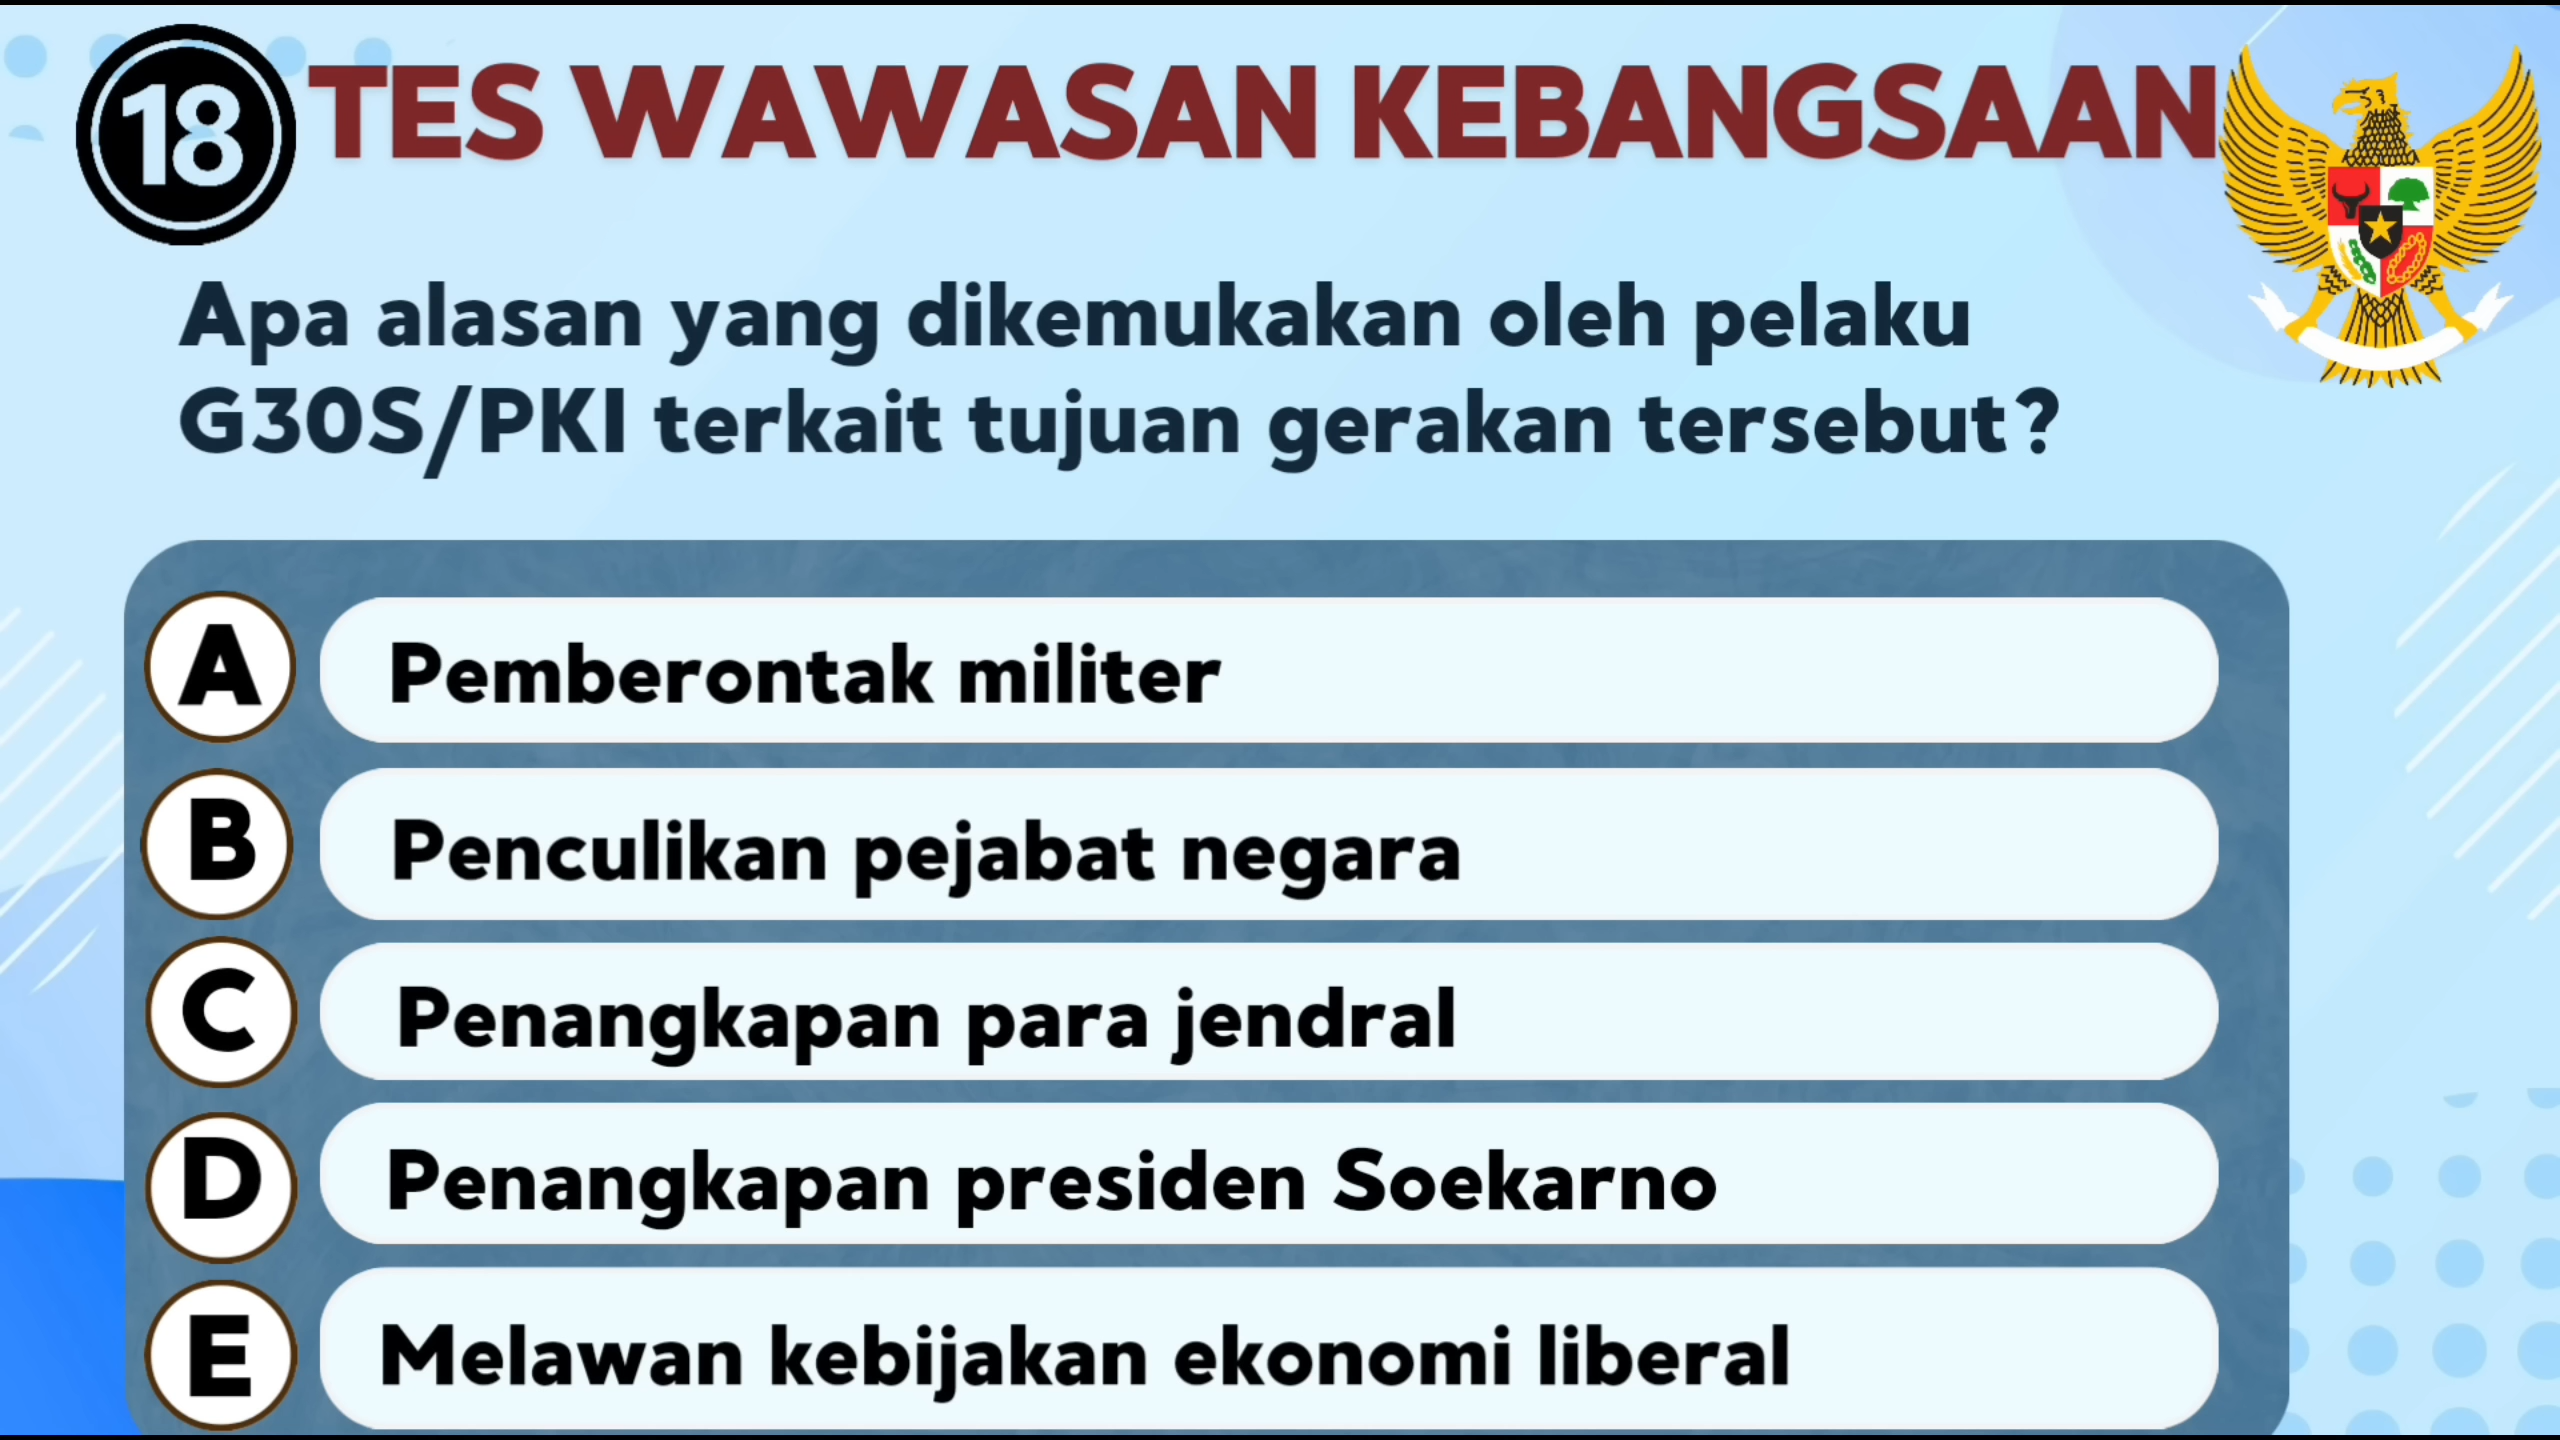 18 TES WAWASAN KEBANGSAAN
Apa alasan yang dikemukakan oleh pelaku
G30S/PKI terkait tujuan gerakan tersebut?
A Pemberontak militer
B Penculikan pejabat negara
C Penangkapan para jendral
D Penangkapan presiden Soekarno
E Melawan kebijakan ekonomi liberal